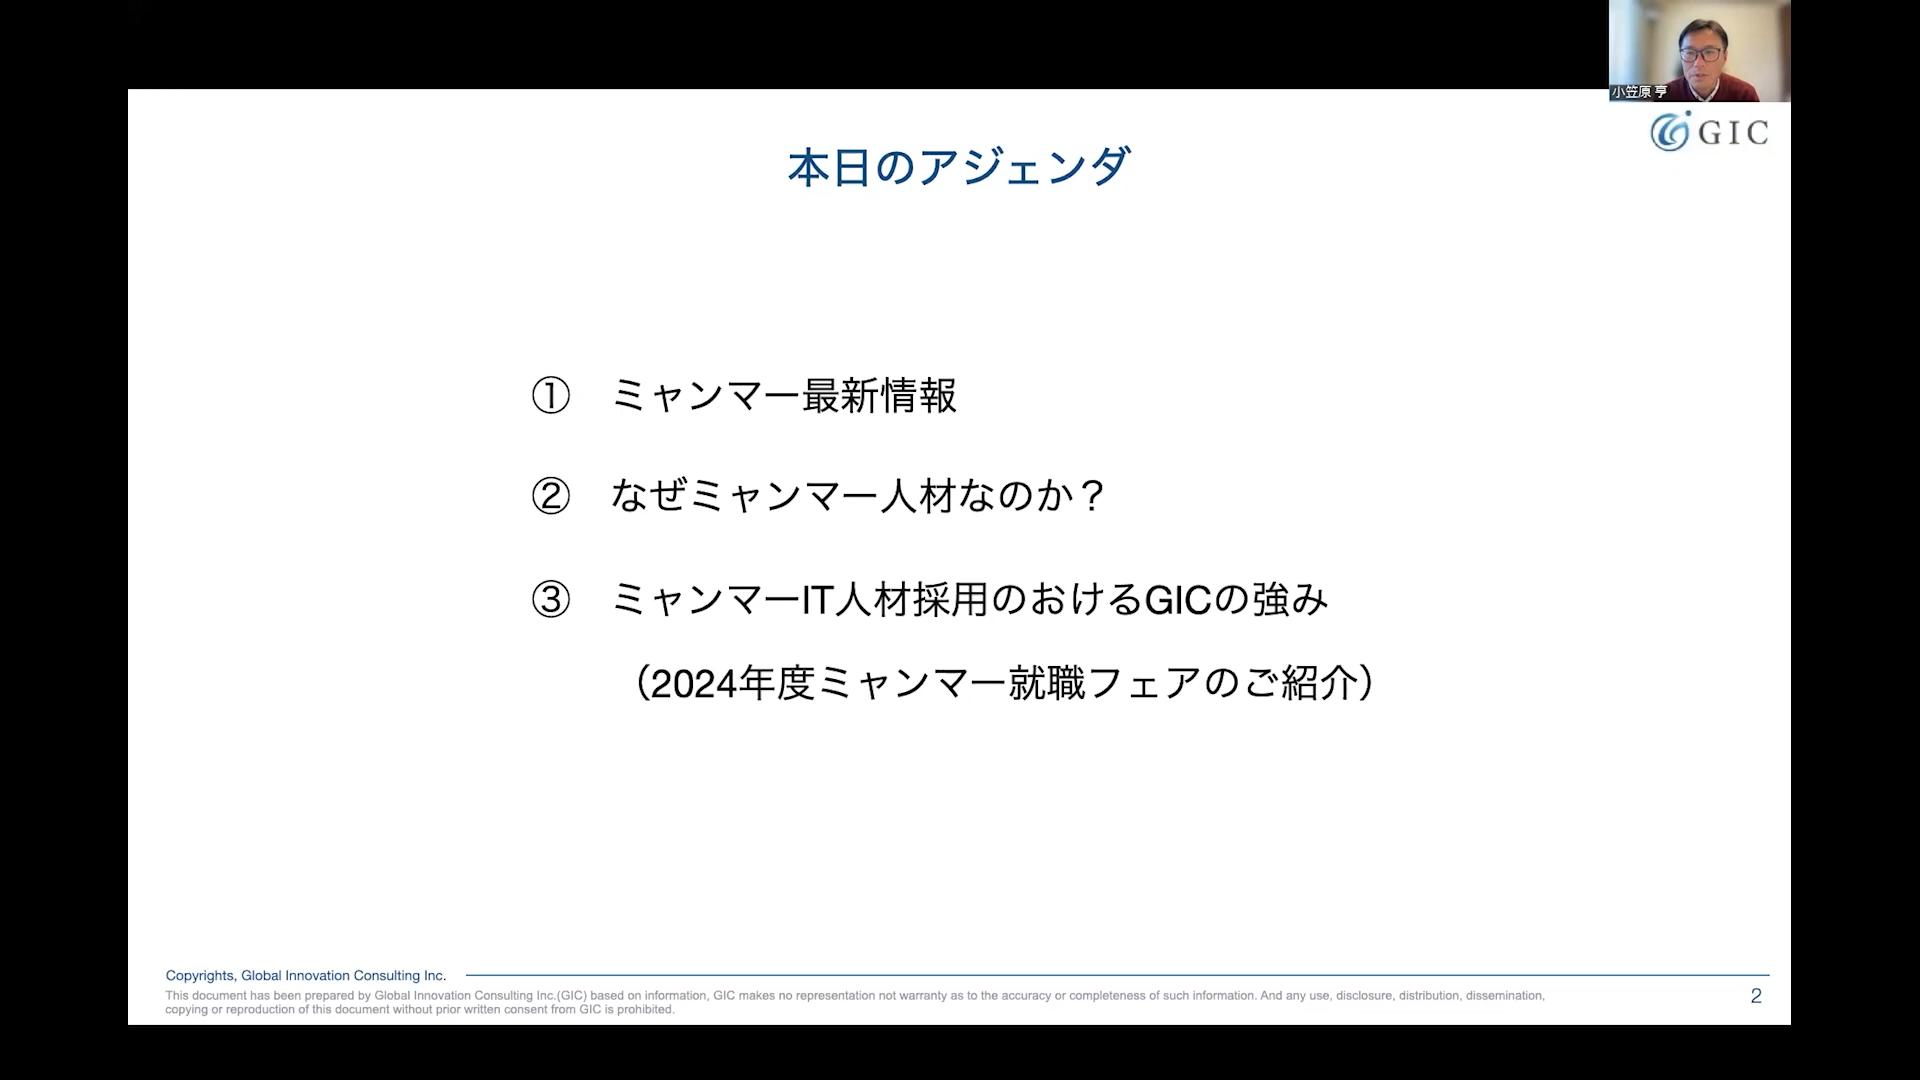 小笠原 亨
GIC
本日のアジェンダ
① ミャンマー最新情報
② なぜミャンマー人材なのか？
③ ミャンマーIT人材採用のおけるGICの強み
（2024年度ミャンマー就職フェアのご紹介）
Copyrights, Global Innovation Consulting Inc.
This document has been prepared by Global Innovation Consulting Inc.(GIC) based on information, GIC makes no representation not warranty as to the accuracy or completeness of such information. And any use, disclosure, distribution, dissemination,
copying or reproduction of this document without prior written consent from GIC is prohibited.
2